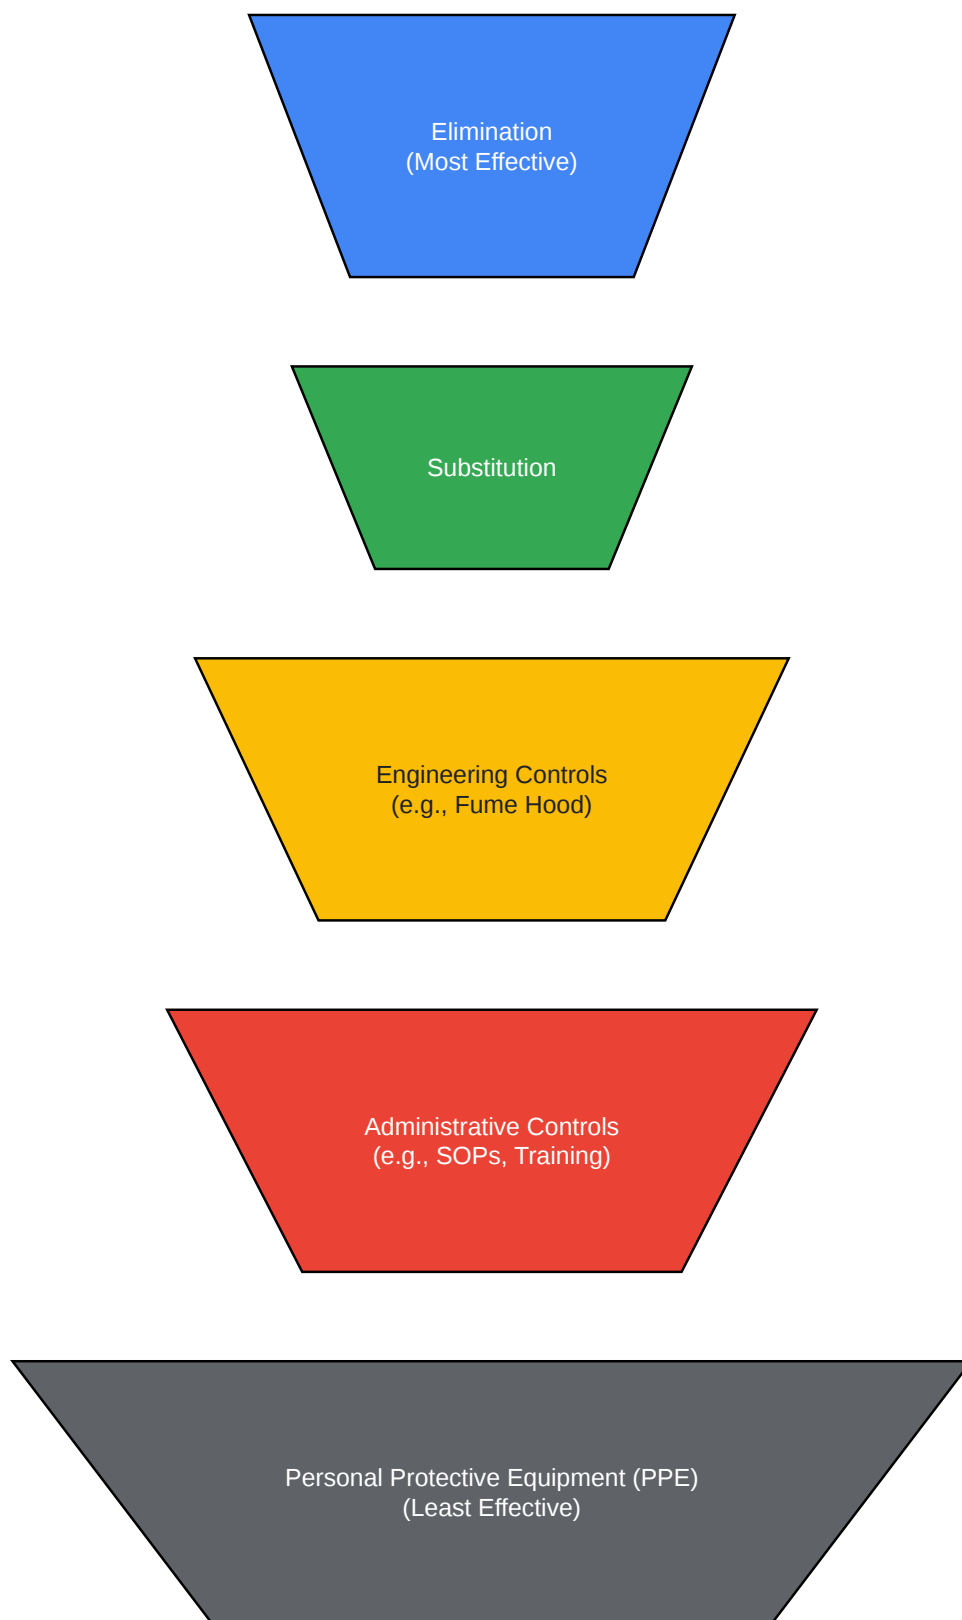 Elimination
(Most Effective)
Substitution
Engineering Controls
(e.g., Fume Hood)
Administrative Controls
(e.g., SOPs, Training)
Personal Protective Equipment (PPE)
(Least Effective)